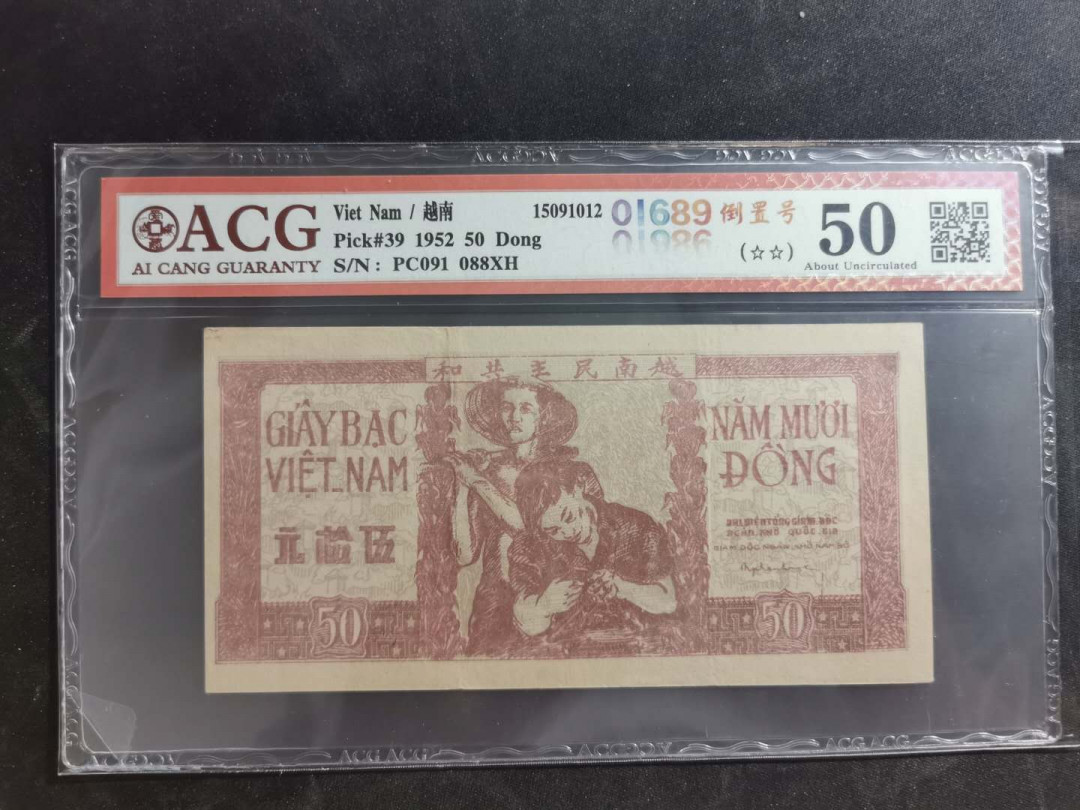 ACG
AI CANG GUARANTY
Viet Nam / 越南
Pick#39 1952 50 Dong
S/N: PC091 088XH
15091012
01689 倒置号
(☆☆)
50
About Uncirculated
和共主民南越
GIẤY BẠC
VIỆT-NAM
元拾伍
NĂM MƯƠI
ĐỒNG
50
50